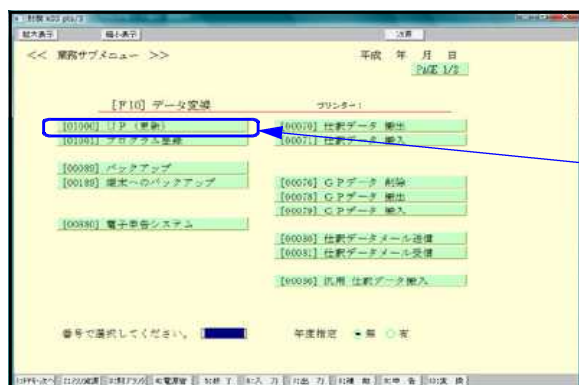 拡大表示 縮小表示 決算
<< 業務サブメニュー >> 平成 年 月 日
PAGE 1/2
[F10] データ変換 プリンター:
[01000] UP (更新) [00070] 仕訳データ 搬出
[01001] プログラム登録 [00071] 仕訳データ 搬入
[00089] バックアップ [00076] GPデータ 削除
[00189] 端末へのバックアップ [00078] GPデータ 搬出
[00079] GPデータ 搬入
[00880] 電子申告システム
[00080] 仕訳データメール送信
[00081] 仕訳データメール受信
[00090] 汎用 仕訳データ搬入
番号で選択してください。 年度指定 無 有